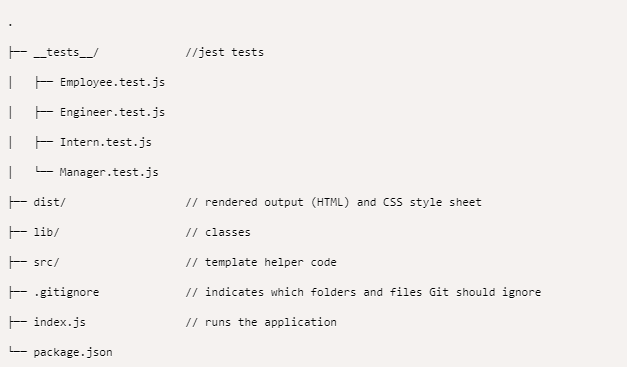 .
├── __tests__/             //jest tests
│   ├── Employee.test.js
│   ├── Engineer.test.js
│   ├── Intern.test.js
│   └── Manager.test.js
├── dist/                  // rendered output (HTML) and CSS style sheet
├── lib/                   // classes
├── src/                   // template helper code
├── .gitignore             // indicates which folders and files Git should ignore
├── index.js               // runs the application
└── package.json